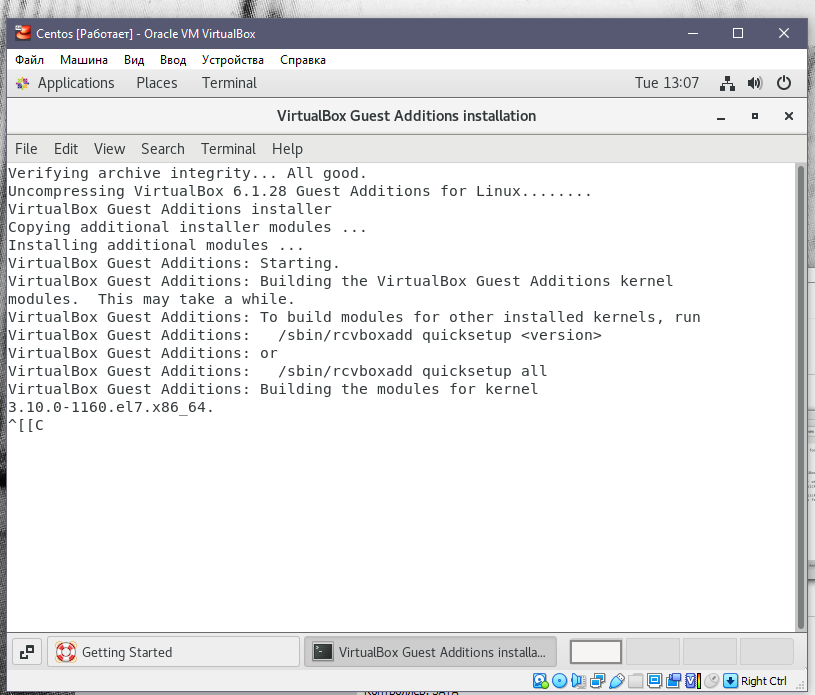 Centos [Работает] - Oracle VM VirtualBox
Файл Машина Вид Ввод Устройства Справка
Applications Places Terminal Tue 13:07
VirtualBox Guest Additions installation
File Edit View Search Terminal Help
Verifying archive integrity... All good.
Uncompressing VirtualBox 6.1.28 Guest Additions for Linux........
VirtualBox Guest Additions installer
Copying additional installer modules ...
Installing additional modules ...
VirtualBox Guest Additions: Starting.
VirtualBox Guest Additions: Building the VirtualBox Guest Additions kernel
modules.  This may take a while.
VirtualBox Guest Additions: To build modules for other installed kernels, run
VirtualBox Guest Additions:   /sbin/rcvboxadd quicksetup <version>
VirtualBox Guest Additions: or
VirtualBox Guest Additions:   /sbin/rcvboxadd quicksetup all
VirtualBox Guest Additions: Building the modules for kernel
3.10.0-1160.el7.x86_64.
^[[C
Getting Started VirtualBox Guest Additions installa...
Right Ctrl